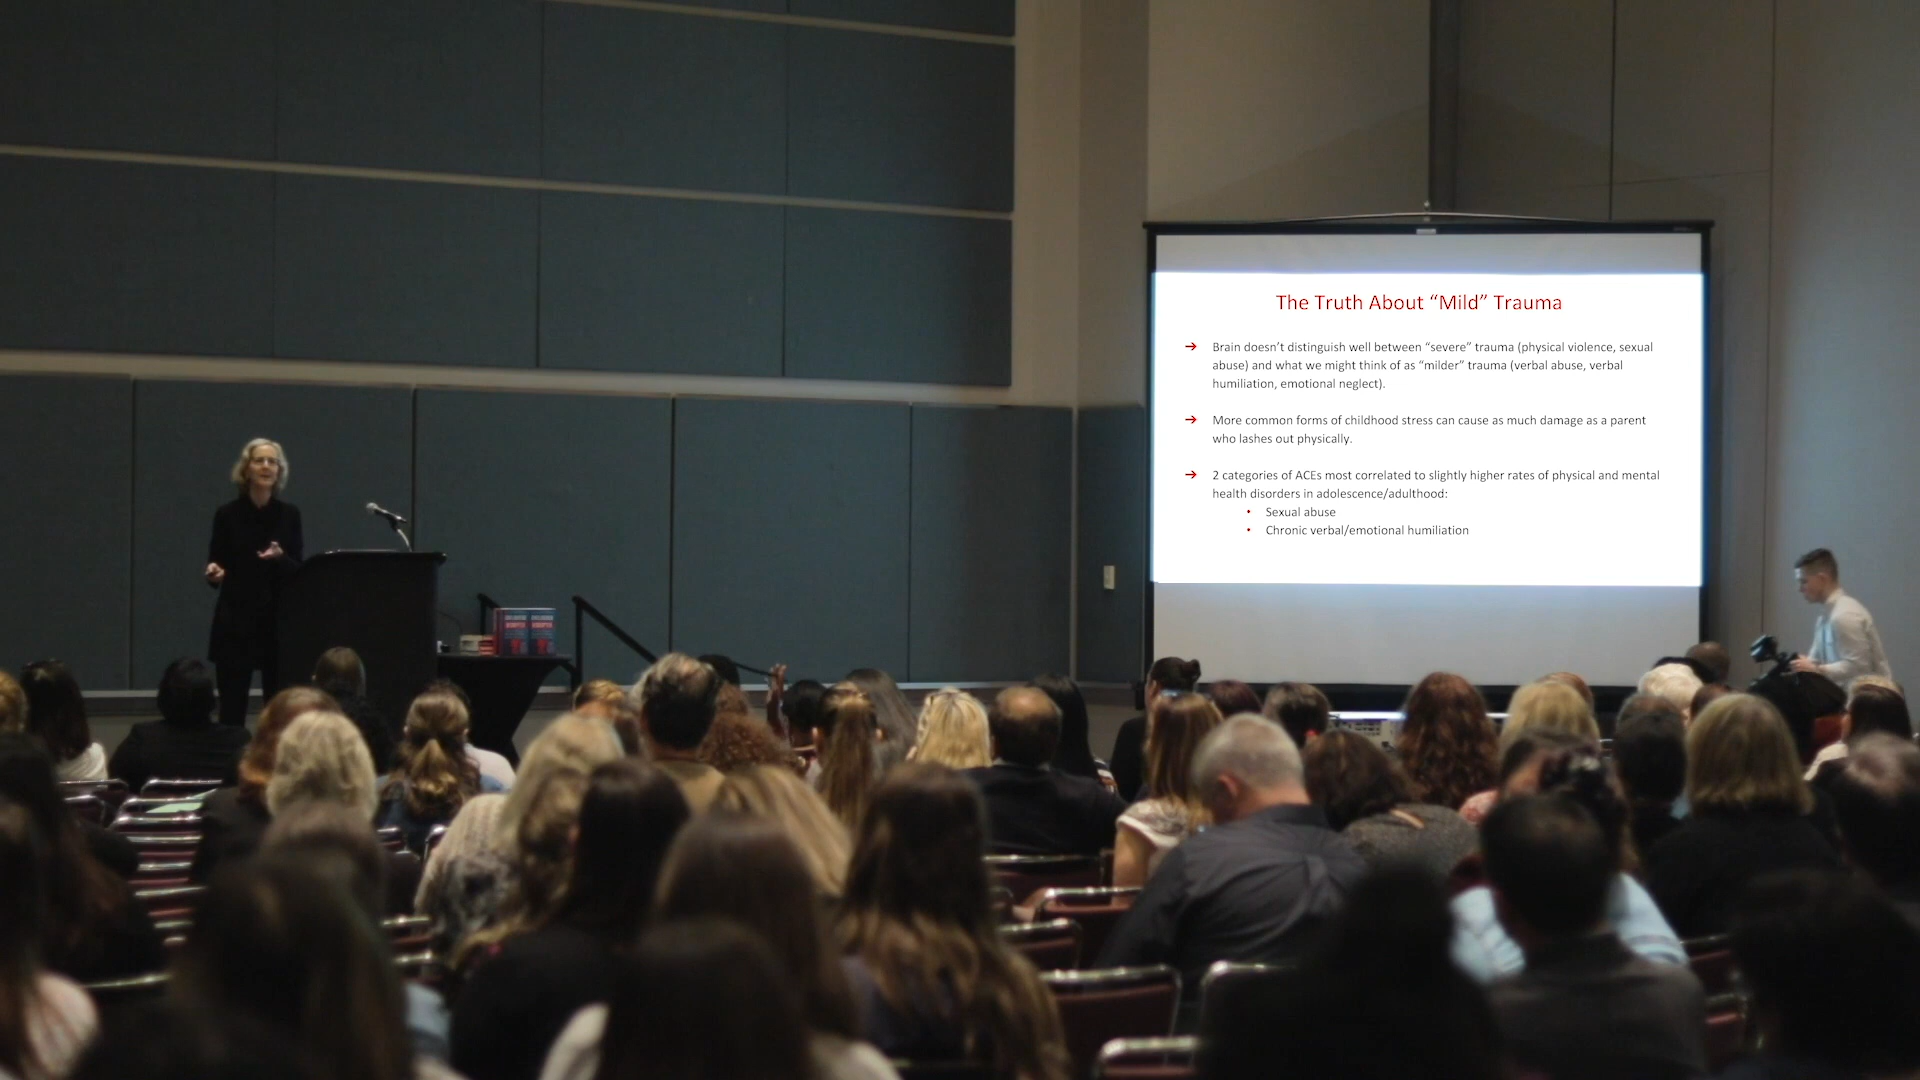 The Truth About “Mild” Trauma
➔ Brain doesn’t distinguish well between “severe” trauma (physical violence, sexual
abuse) and what we might think of as “milder” trauma (verbal abuse, verbal
humiliation, emotional neglect).
➔ More common forms of childhood stress can cause as much damage as a parent
who lashes out physically.
➔ 2 categories of ACEs most correlated to slightly higher rates of physical and mental
health disorders in adolescence/adulthood:
• Sexual abuse
• Chronic verbal/emotional humiliation